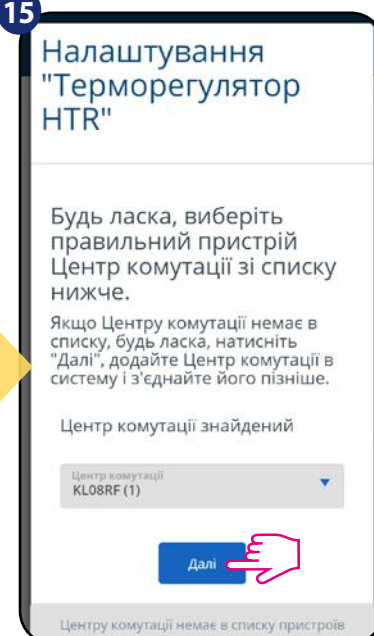 15
Налаштування
"Терморегулятор
HTR"
Будь ласка, виберіть
правильний пристрій
Центр комутації зі списку
нижче.
Якщо Центру комутації немає в
списку, будь ласка, натисніть
"Далі", додайте Центр комутації в
систему і з'єднайте його пізніше.
Центр комутації знайдений
Центр комутації
KL08RF (1)
Далі
Центру комутації немає в списку пристроїв